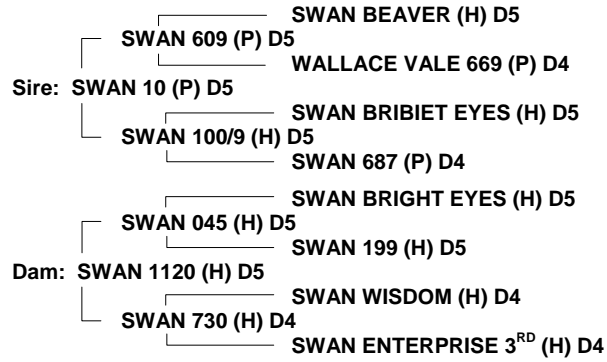 SWAN BEAVER (H) D5
SWAN 609 (P) D5
WALLACE VALE 669 (P) D4
Sire: SWAN 10 (P) D5
SWAN BRIBIET EYES (H) D5
SWAN 100/9 (H) D5
SWAN 687 (P) D4
SWAN BRIGHT EYES (H) D5
SWAN 045 (H) D5
SWAN 199 (H) D5
Dam: SWAN 1120 (H) D5
SWAN WISDOM (H) D4
SWAN 730 (H) D4
SWAN ENTERPRISE 3RD (H) D4